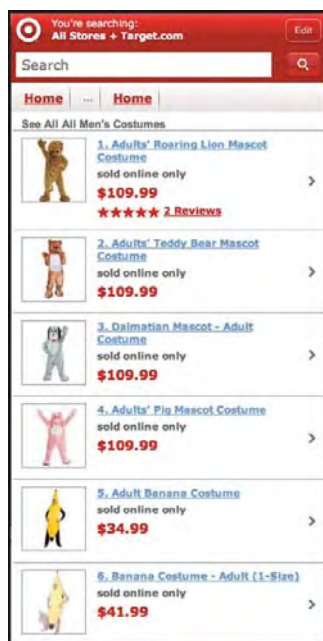 You're searching:
All Stores + Target.com
Edit
Search
Home ... Home
See All All Men's Costumes
1. Adults' Roaring Lion Mascot
Costume
sold online only
$109.99
2 Reviews
2. Adults' Teddy Bear Mascot
Costume
sold online only
$109.99
3. Dalmatian Mascot - Adult
Costume
sold online only
$109.99
4. Adults' Pig Mascot Costume
sold online only
$109.99
5. Adult Banana Costume
sold online only
$34.99
6. Banana Costume - Adult (1-Size)
sold online only
$41.99